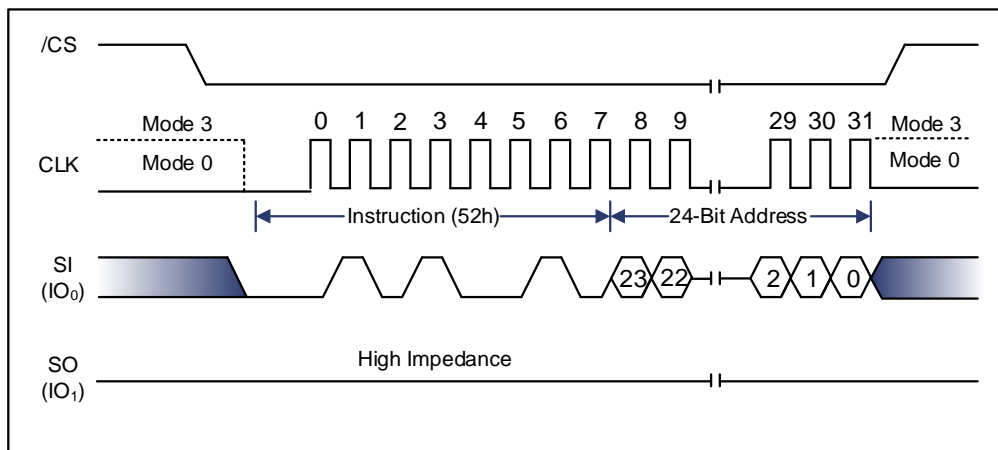 /CS
Mode 3
0 1 2 3 4 5 6 7 8 9 29 30 31
Mode 3
CLK
Mode 0
Mode 0
Instruction (52h)
24-Bit Address
SI
(IO₀)
23 22 2 1 0
High Impedance
SO
(IO₁)